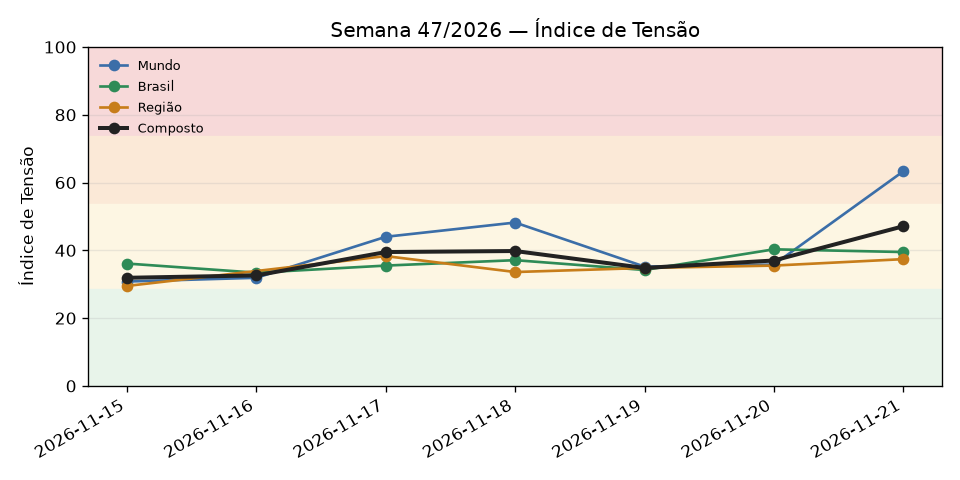 Semana 47/2026 — Índice de Tensão
Índice de Tensão
100
80
60
40
20
0
Mundo
Brasil
Região
Composto
2026-11-15
2026-11-16
2026-11-17
2026-11-18
2026-11-19
2026-11-20
2026-11-21